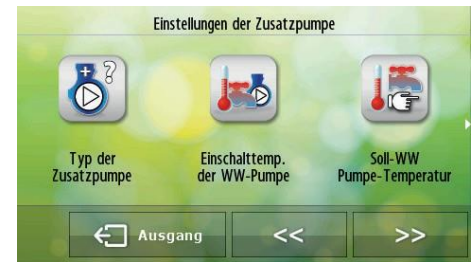 Einstellungen der Zusatzpumpe
Typ der
Zusatzpumpe
Einschalttemp.
der WW-Pumpe
Soll-WW
Pumpe-Temperatur
Ausgang
<<
>>